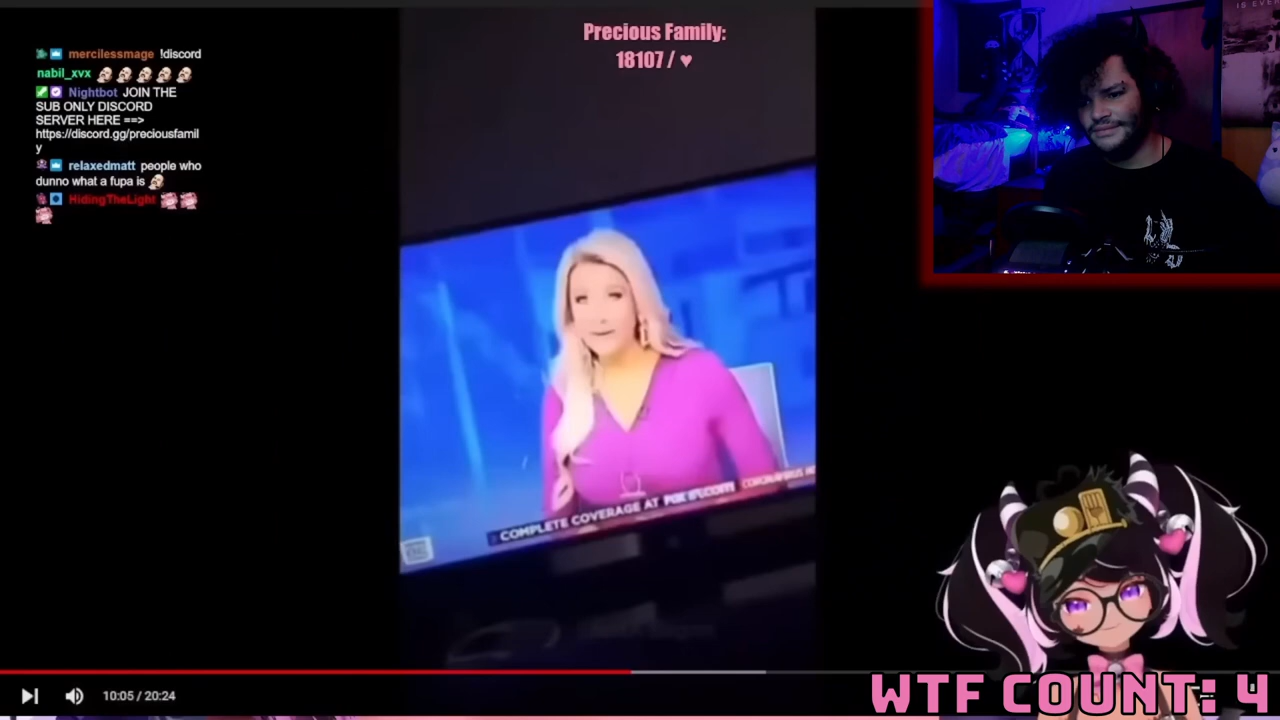 Precious Family:
18107 / ♥
mercilessmage !discord
nabil_xvx
Nightbot JOIN THE
SUB ONLY DISCORD
SERVER HERE ==>
https://discord.gg/preciousfamil
y
relaxedmatt people who
dunno what a fupa is
HidingTheLight
COMPLETE COVERAGE AT
10:05 / 20:24
WTF COUNT: 4